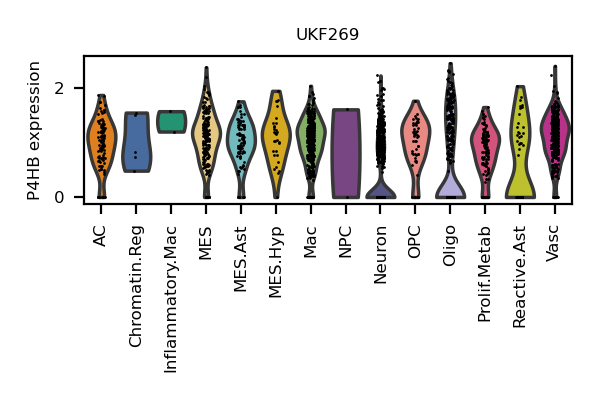 UKF269
P4HB expression
2
0
AC
Chromatin.Reg
Inflammatory.Mac
MES
MES.Ast
MES.Hyp
Mac
NPC
Neuron
OPC
Oligo
Prolif.Metab
Reactive.Ast
Vasc